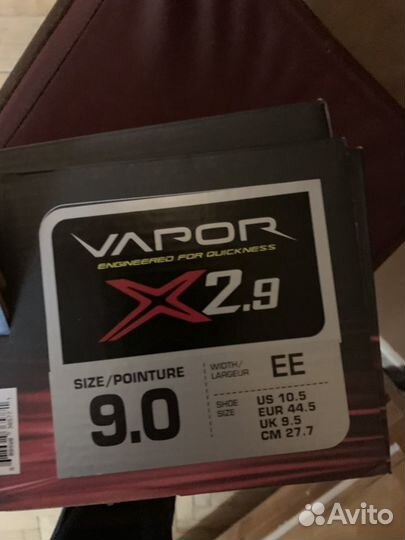 VAPOR
ENGINEERED FOR QUICKNESS
X2.9
SIZE/POINTURE
9.0
WIDTH/
LARGEUR
EE
SHOE
SIZE
US 10.5
EUR 44.5
UK 9.5
CM 27.7
Avito